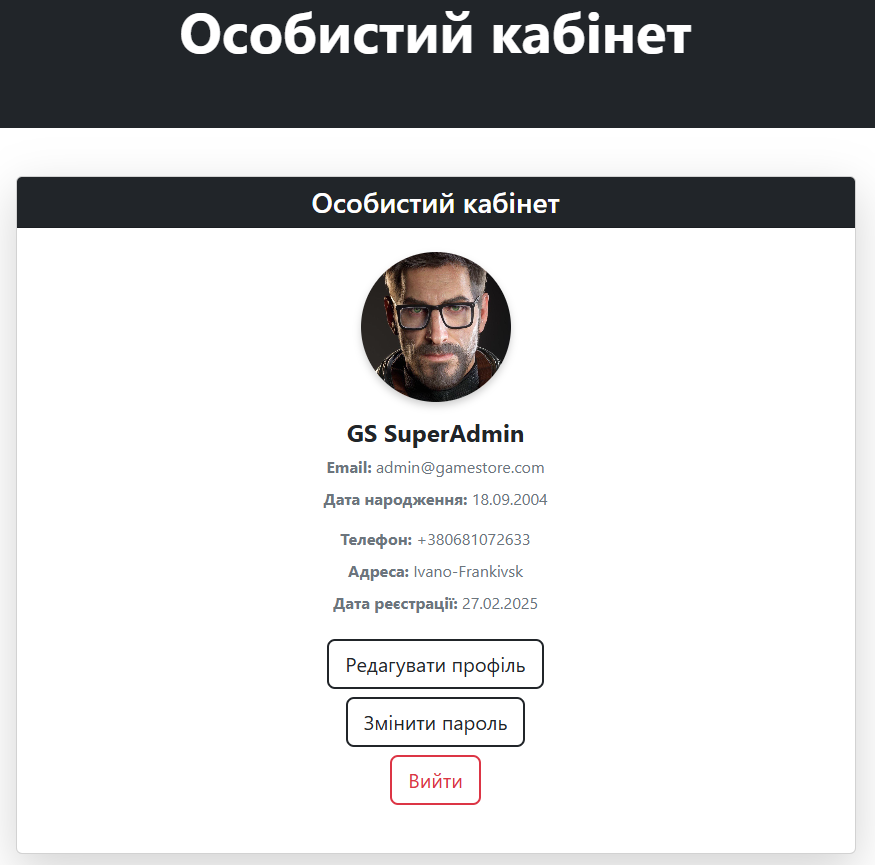 Особистий кабінет
Особистий кабінет
GS SuperAdmin
Email: admin@gamestore.com
Дата народження: 18.09.2004
Телефон: +380681072633
Адреса: Ivano-Frankivsk
Дата реєстрації: 27.02.2025
Редагувати профіль
Змінити пароль
Вийти